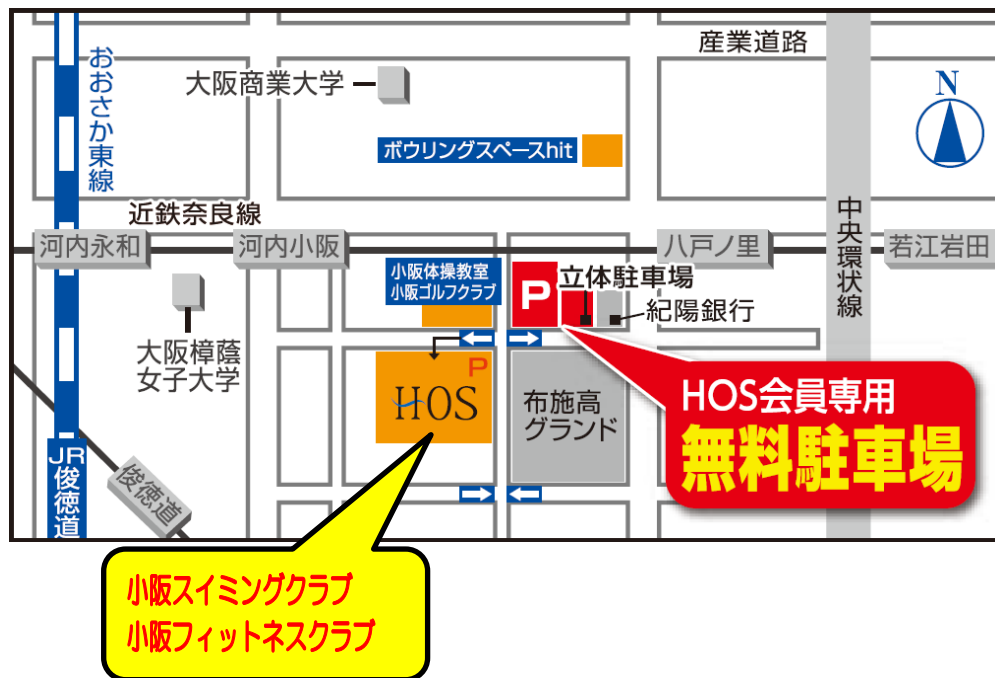 産業道路
おおさか東線
大阪商業大学
N
ボウリングスペースhit
近鉄奈良線
中央環状線
河内永和
河内小阪
八戸ノ里
若江岩田
小阪体操教室
小阪ゴルフクラブ
P
立体駐車場
紀陽銀行
大阪樟蔭
女子大学
P
HOS
布施高
グランド
HOS会員専用
無料駐車場
JR俊徳道
俊徳道
小阪スイミングクラブ
小阪フィットネスクラブ